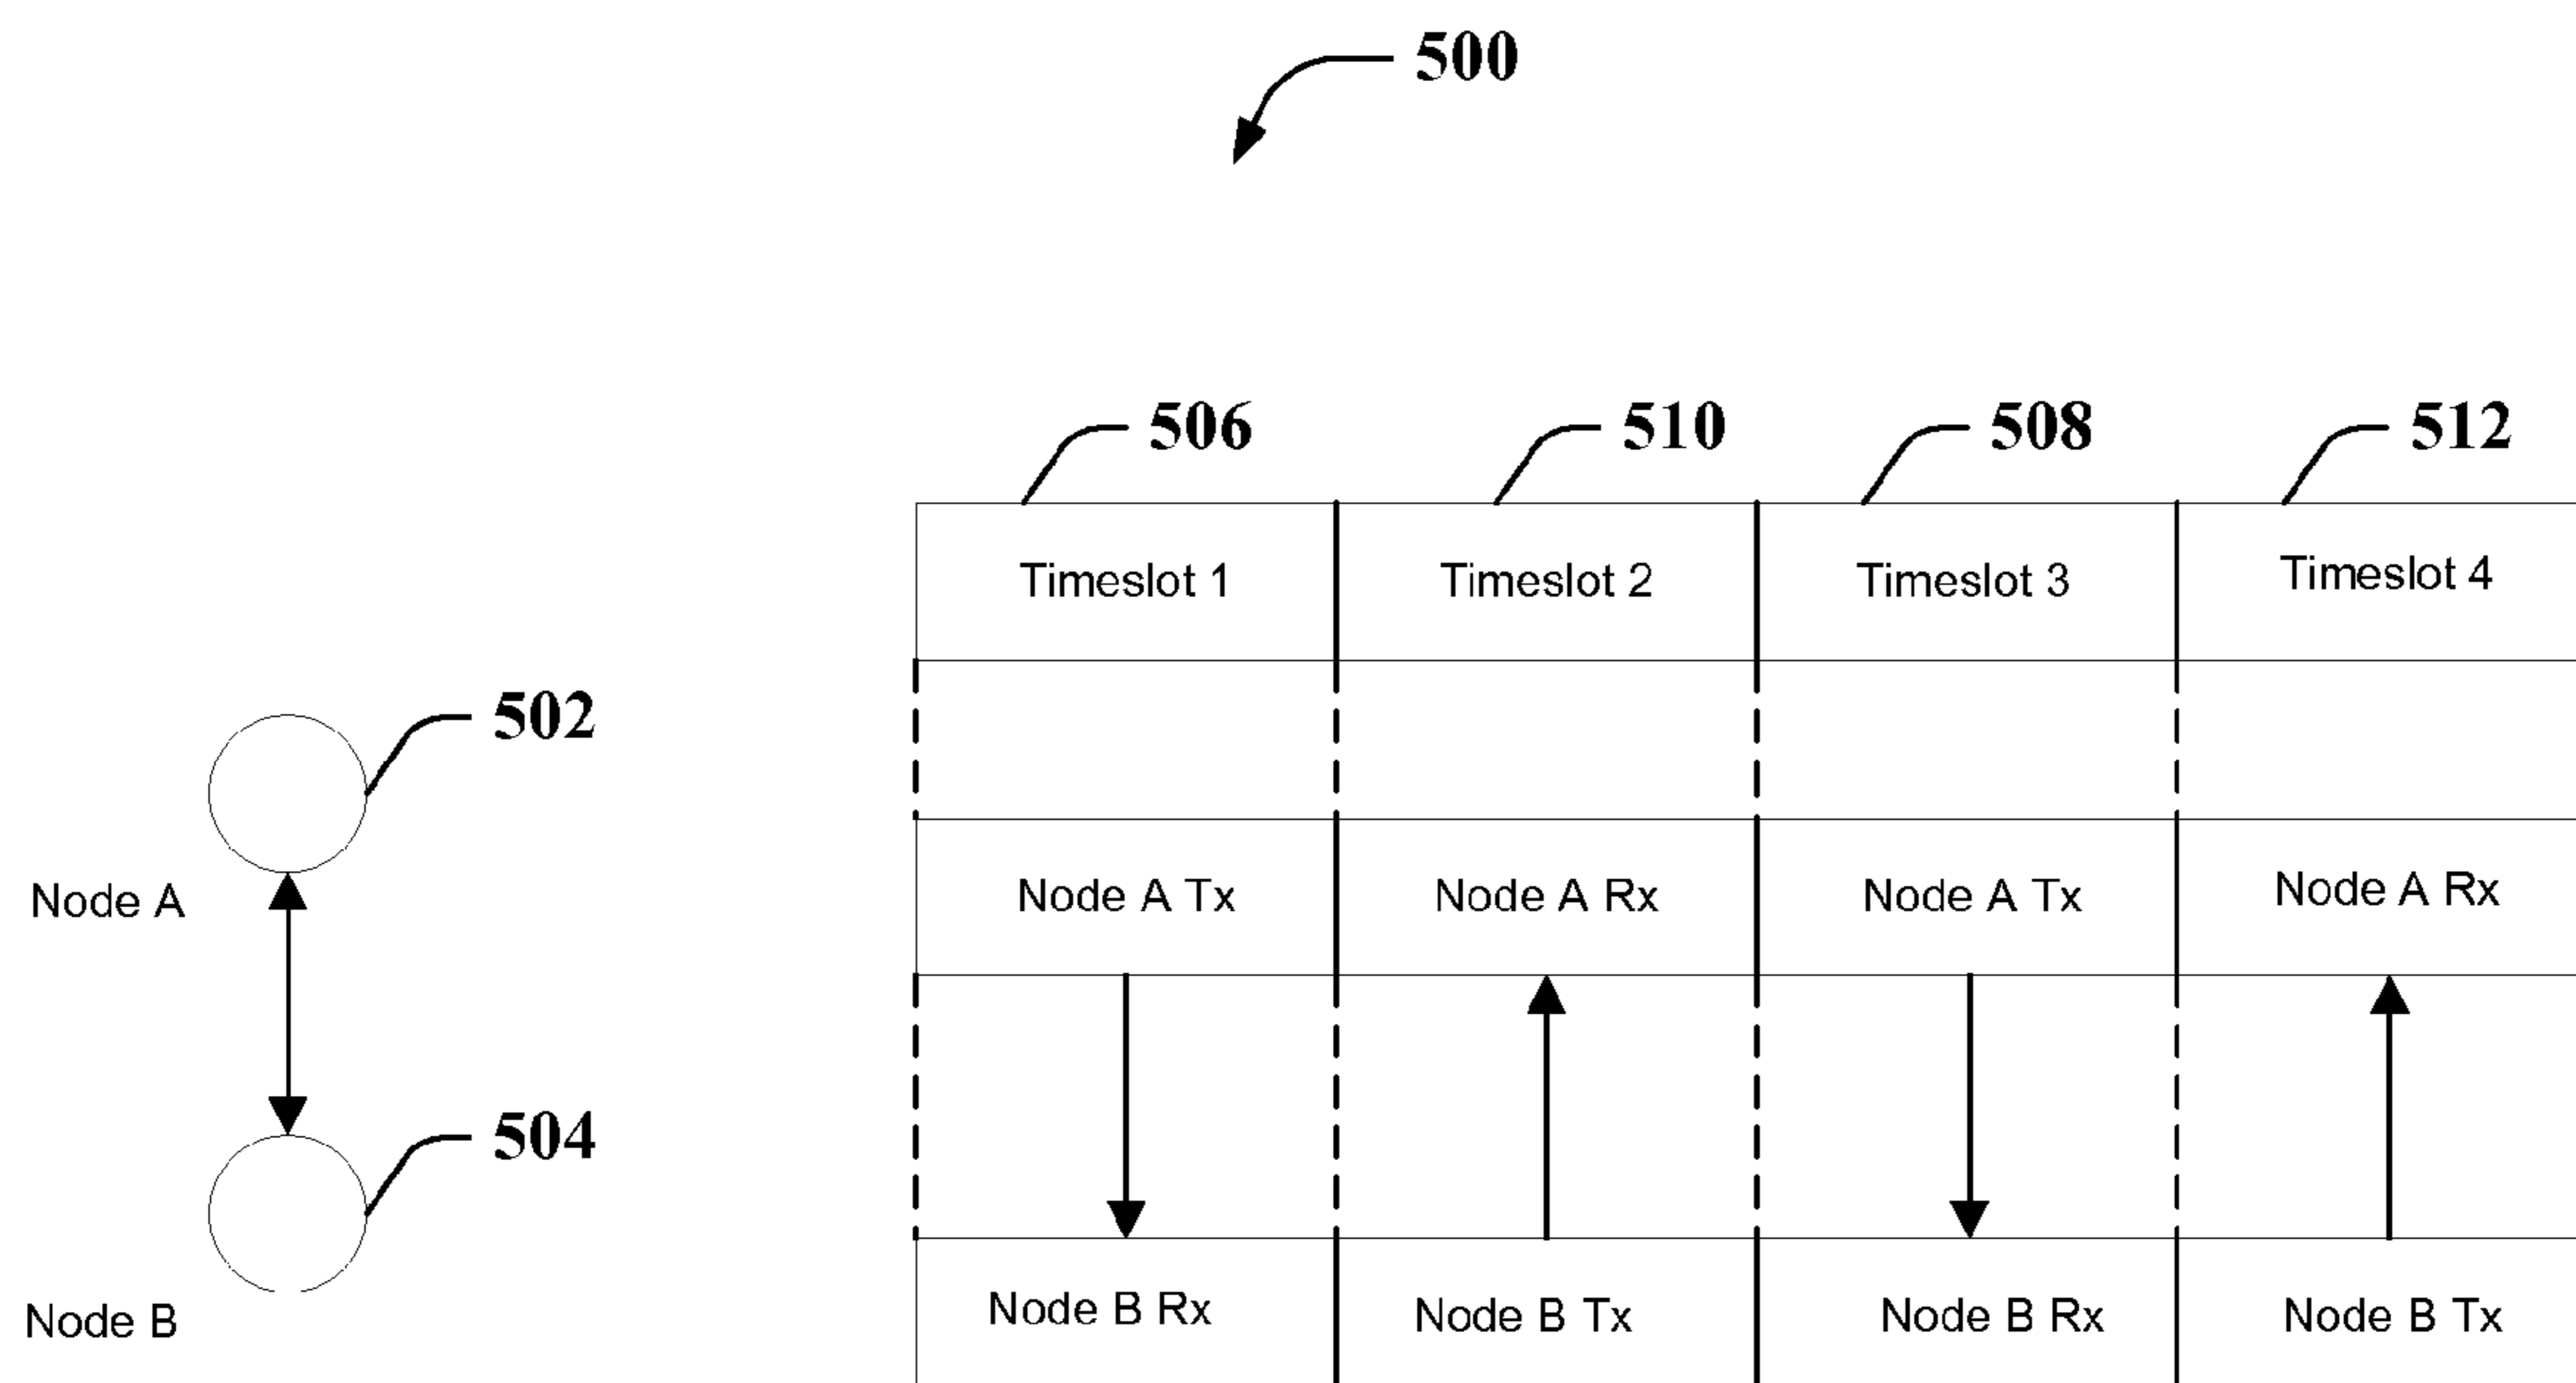 500
506 510 508 512
Timeslot 1 Timeslot 2 Timeslot 3 Timeslot 4
502
Node A
Node A Tx Node A Rx Node A Tx Node A Rx
504
Node B
Node B Rx Node B Tx Node B Rx Node B Tx